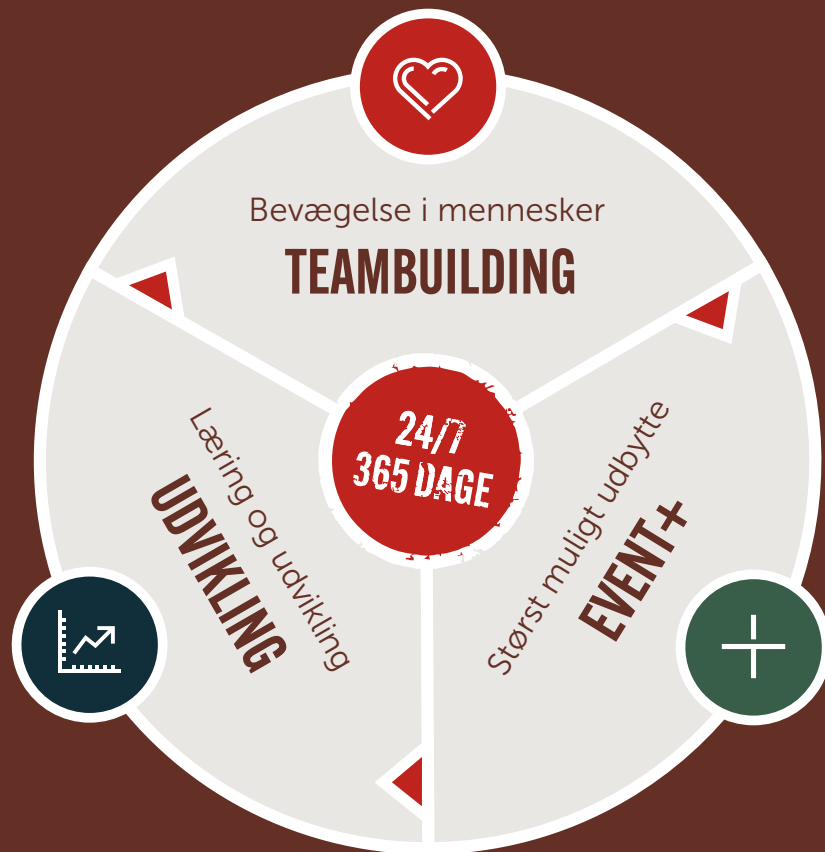 Bevægelse i mennesker
TEAMBUILDING
24/7
365 DAGE
Læring og udvikling
UDVIKLING
Størst muligt udbytte
EVENT+